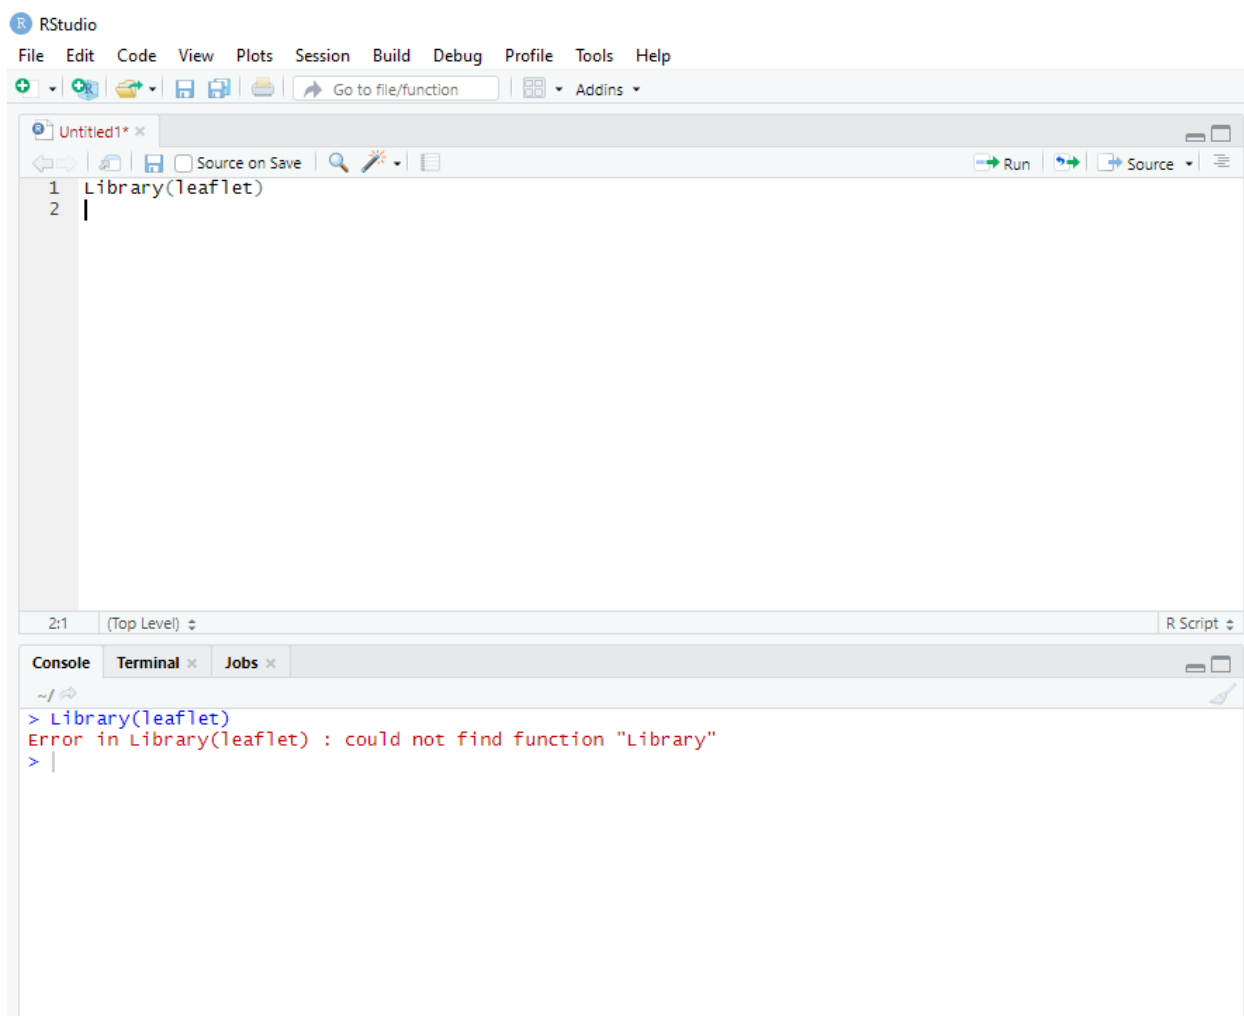 RStudio
File Edit Code View Plots Session Build Debug Profile Tools Help
Go to file/function Addins
Untitled1*
Source on Save Run Source
1 Library(leaflet)
2
2:1 (Top Level) R Script
Console Terminal Jobs
~/
> Library(leaflet)
Error in Library(leaflet) : could not find function "Library"
>